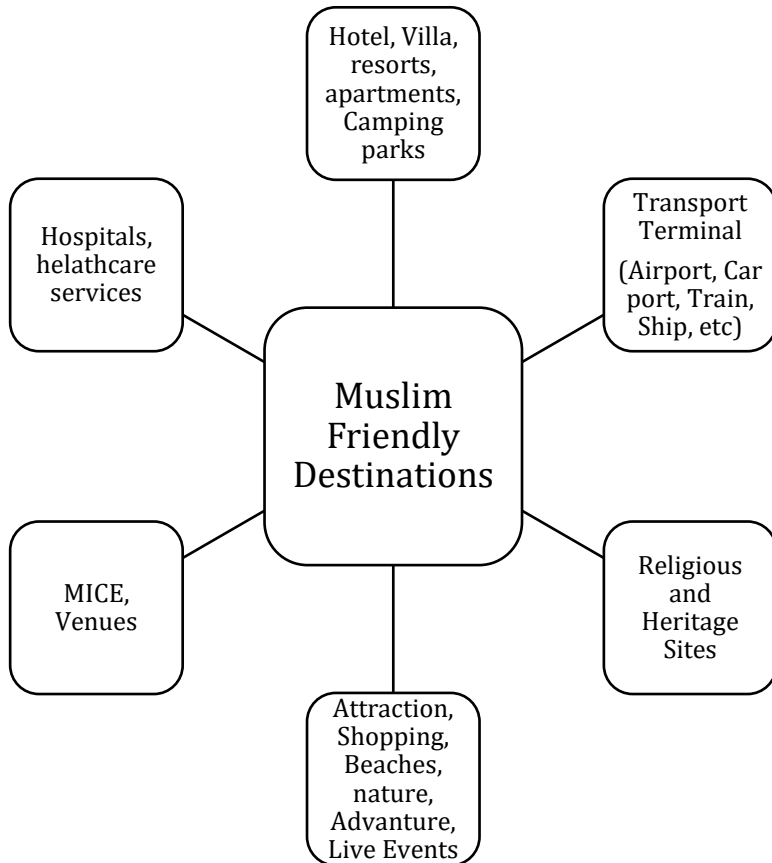 Hotel, Villa,
resorts,
apartments,
Camping
parks
Transport
Terminal
(Airport, Car
port, Train,
Ship, etc)
Hospitals,
helathcare
services
Muslim
Friendly
Destinations
MICE,
Venues
Religious
and
Heritage
Sites
Attraction,
Shopping,
Beaches,
nature,
Advanture,
Live Events